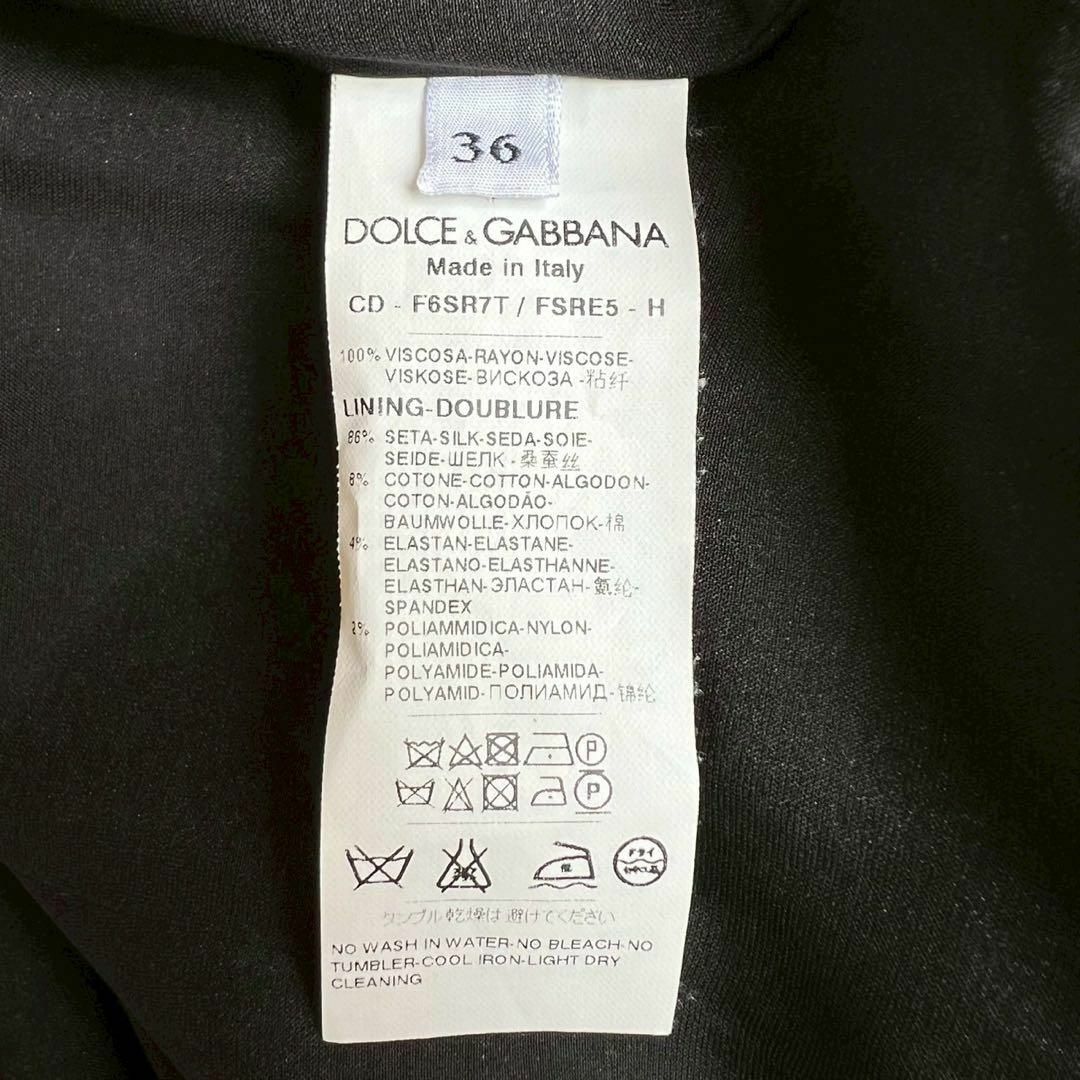 36
DOLCE & GABBANA
Made in Italy
CD - F6SR7T / FSRE5 - H
100% VISCOSA-RAYON-VISCOSE-
VISKOSE-ВИСКОЗА -粘纤
LINING-DOUBLURE
86% SETA-SILK-SEDA-SOIE-
SEIDE-ШЕЛК -桑蚕丝
8% COTONE-COTTON-ALGODON-
COTON-ALGODÃO-
BAUMWOLLE-ХЛОПОК-棉
4% ELASTAN-ELASTANE-
ELASTANO-ELASTHANNE-
ELASTHAN-ЭЛАСТАН-氨纶-
SPANDEX
2% POLIAMMIDICA-NYLON-
POLIAMIDICA-
POLYAMIDE-POLIAMIDA-
POLYAMID-ПОЛИАМИД-锦纶
P
P
低 ドライ
タンブル乾燥は避けてください
NO WASH IN WATER-NO BLEACH-NO
TUMBLER-COOL IRON-LIGHT DRY
CLEANING